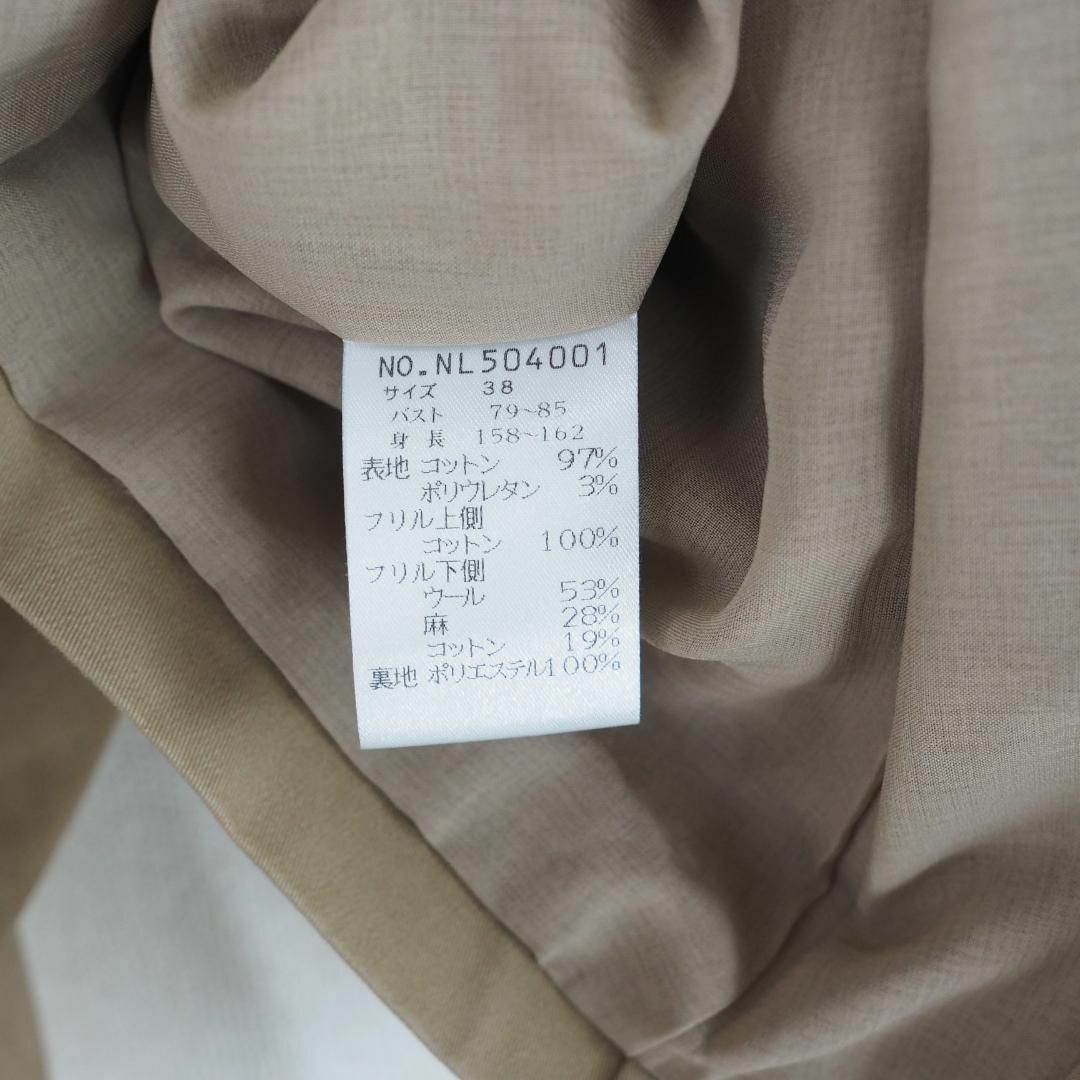 NO.NL504001
サイズ 38
バスト 79~85
身長 158~162
表地 コットン 97%
ポリウレタン 3%
フリル上側
コットン 100%
フリル下側
ウール 53%
麻 28%
コットン 19%
裏地 ポリエステル100%